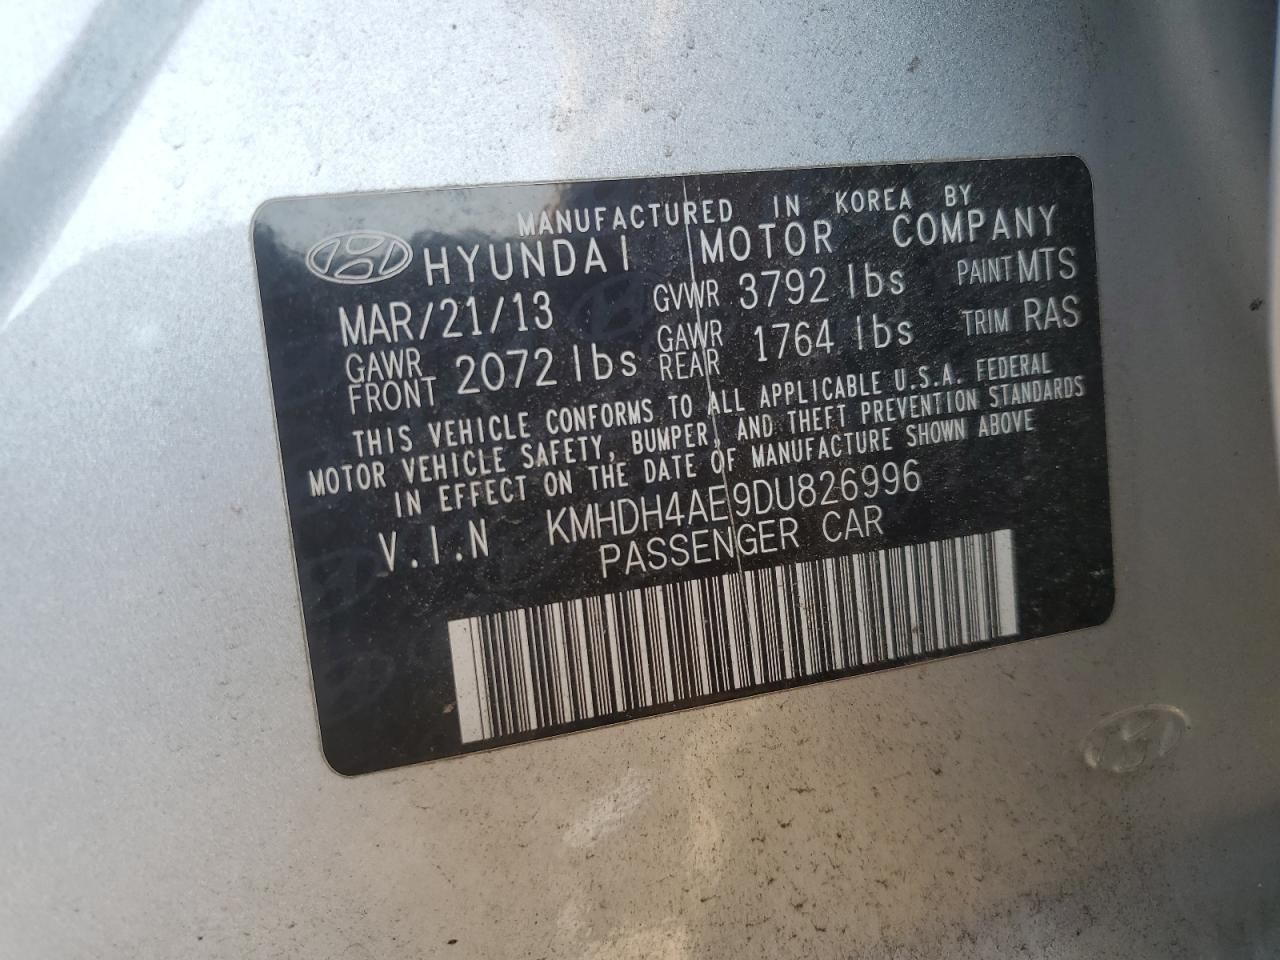 MANUFACTURED IN KOREA BY
HYUNDAI MOTOR COMPANY
MAR/21/13 GVWR 3792 lbs PAINT MTS
GAWR FRONT 2072 lbs GAWR REAR 1764 lbs TRIM RAS
THIS VEHICLE CONFORMS TO ALL APPLICABLE U.S.A. FEDERAL
MOTOR VEHICLE SAFETY, BUMPER, AND THEFT PREVENTION STANDARDS
IN EFFECT ON THE DATE OF MANUFACTURE SHOWN ABOVE
V.I.N KMHDH4AE9DU826996
PASSENGER CAR